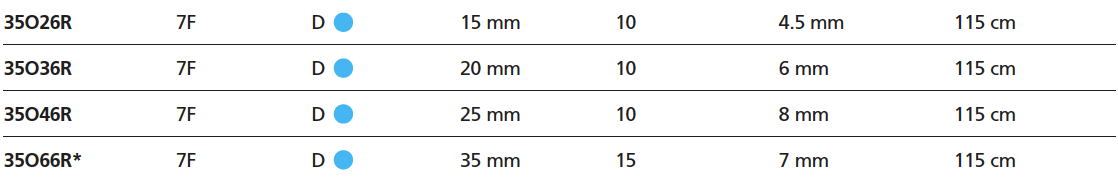 35O26R 7F D 15 mm 10 4.5 mm 115 cm
35O36R 7F D 20 mm 10 6 mm 115 cm
35O46R 7F D 25 mm 10 8 mm 115 cm
35O66R* 7F D 35 mm 15 7 mm 115 cm